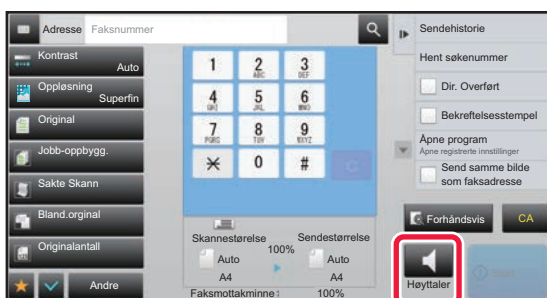 Adresse Faksnummer
Kontrast
Auto
Oppløsning
Superfin
Original
Jobb-oppbygg.
Sakte Skann
Bland.orginal
Originalantall
Andre
1 2 3
ABC DEF
4 5 6
GHI JKL MNO
7 8 9
PQRS TUV WXYZ
0 #
C
Skannestørelse 100% Sendestørrelse
Auto Auto
A4 A4
Faksmottakminne: 100%
Sendehistorie
Hent søkenummer
Dir. Overført
Bekreftelsesstempel
Åpne program
Åpne registrerte innstillinger
Send samme bilde
som faksadresse
Forhåndsvis CA
Høyttaler
Start